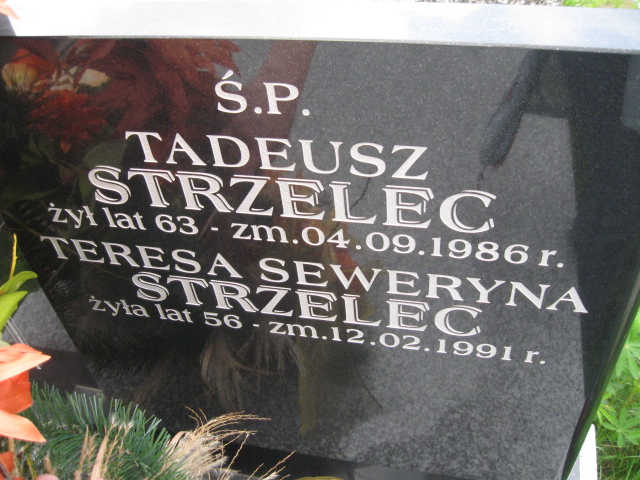 Ś.P.
TADEUSZ
STRZELEC
żył lat 63 - zm.04.09.1986 r.
TERESA SEWERYNA
STRZELEC
żyła lat 56 - zm.12.02.1991 r.